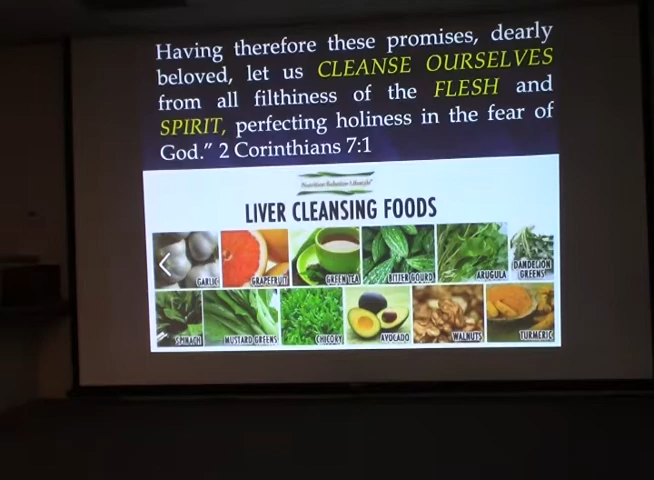 Having therefore these promises, dearly
beloved, let us CLEANSE OURSELVES
from all filthiness of the FLESH and
SPIRIT, perfecting holiness in the fear of
God.” 2 Corinthians 7:1
LIVER CLEANSING FOODS
GARLIC GRAPEFRUIT GREEN TEA BITTER GOURD ARUGULA DANDELION GREENS
SPINACH MUSTARD GREENS CHICORY AVOCADO WALNUTS TURMERIC